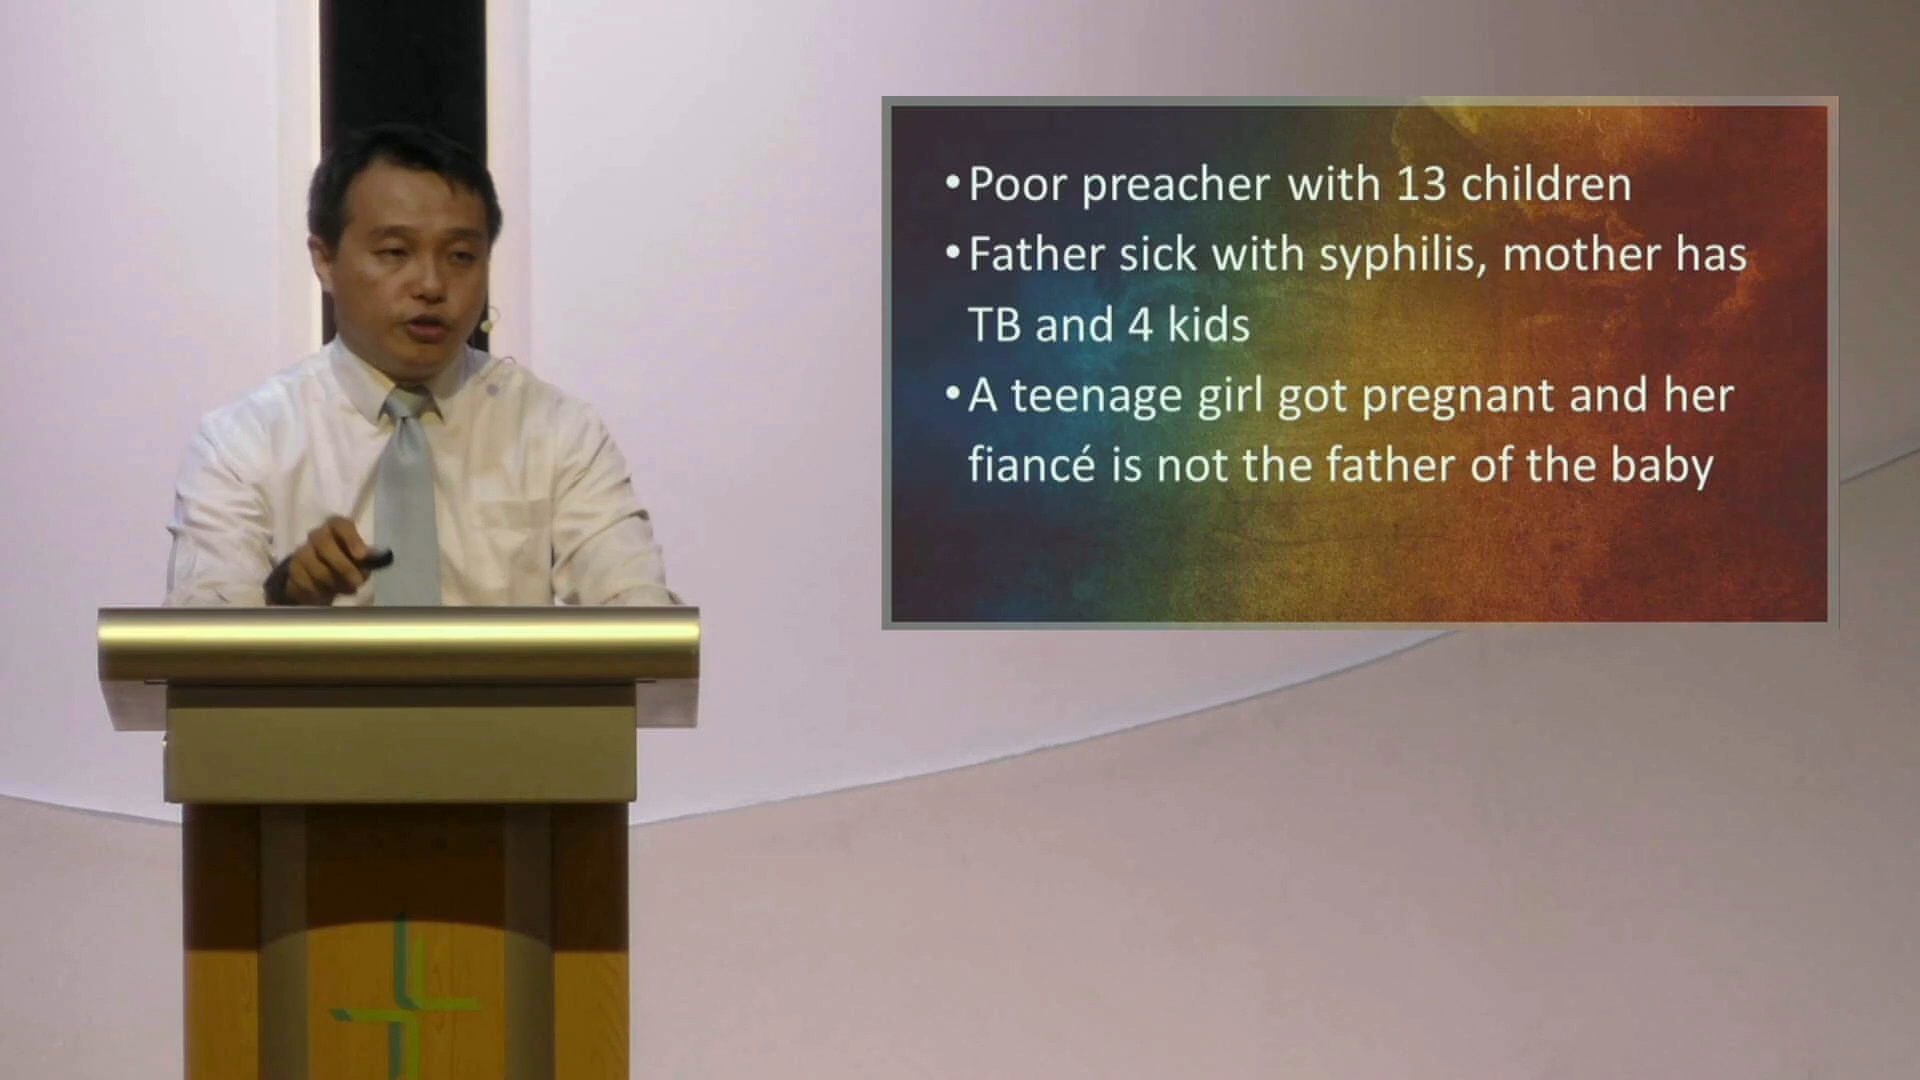 •Poor preacher with 13 children
•Father sick with syphilis, mother has
TB and 4 kids
•A teenage girl got pregnant and her
fiancé is not the father of the baby